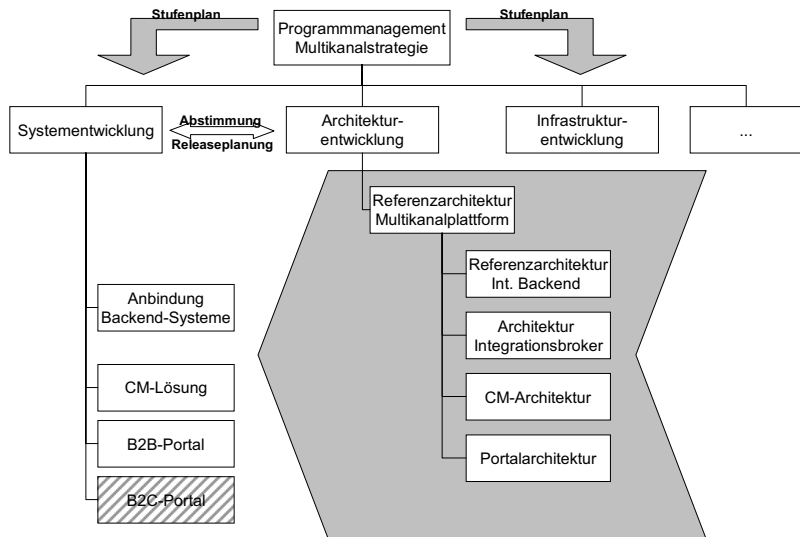 Stufenplan
Programmmanagement
Multikanalstrategie
Stufenplan
Systementwicklung
Abstimmung
Releaseplanung
Architektur-
entwicklung
Infrastruktur-
entwicklung
...
Referenzarchitektur
Multikanalplattform
Referenzarchitektur
Int. Backend
Anbindung
Backend-Systeme
Architektur
Integrationsbroker
CM-Lösung
CM-Architektur
B2B-Portal
Portalarchitektur
B2C-Portal